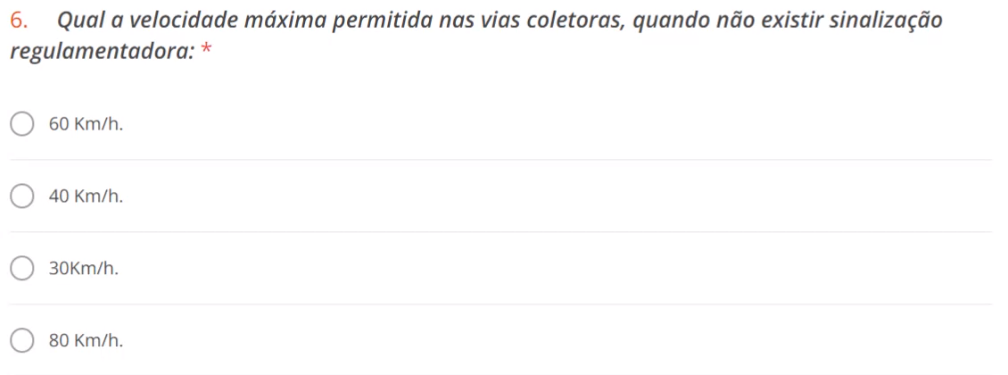 6. Qual a velocidade máxima permitida nas vias coletoras, quando não existir sinalização
regulamentadora: *
60 Km/h.
40 Km/h.
30Km/h.
80 Km/h.